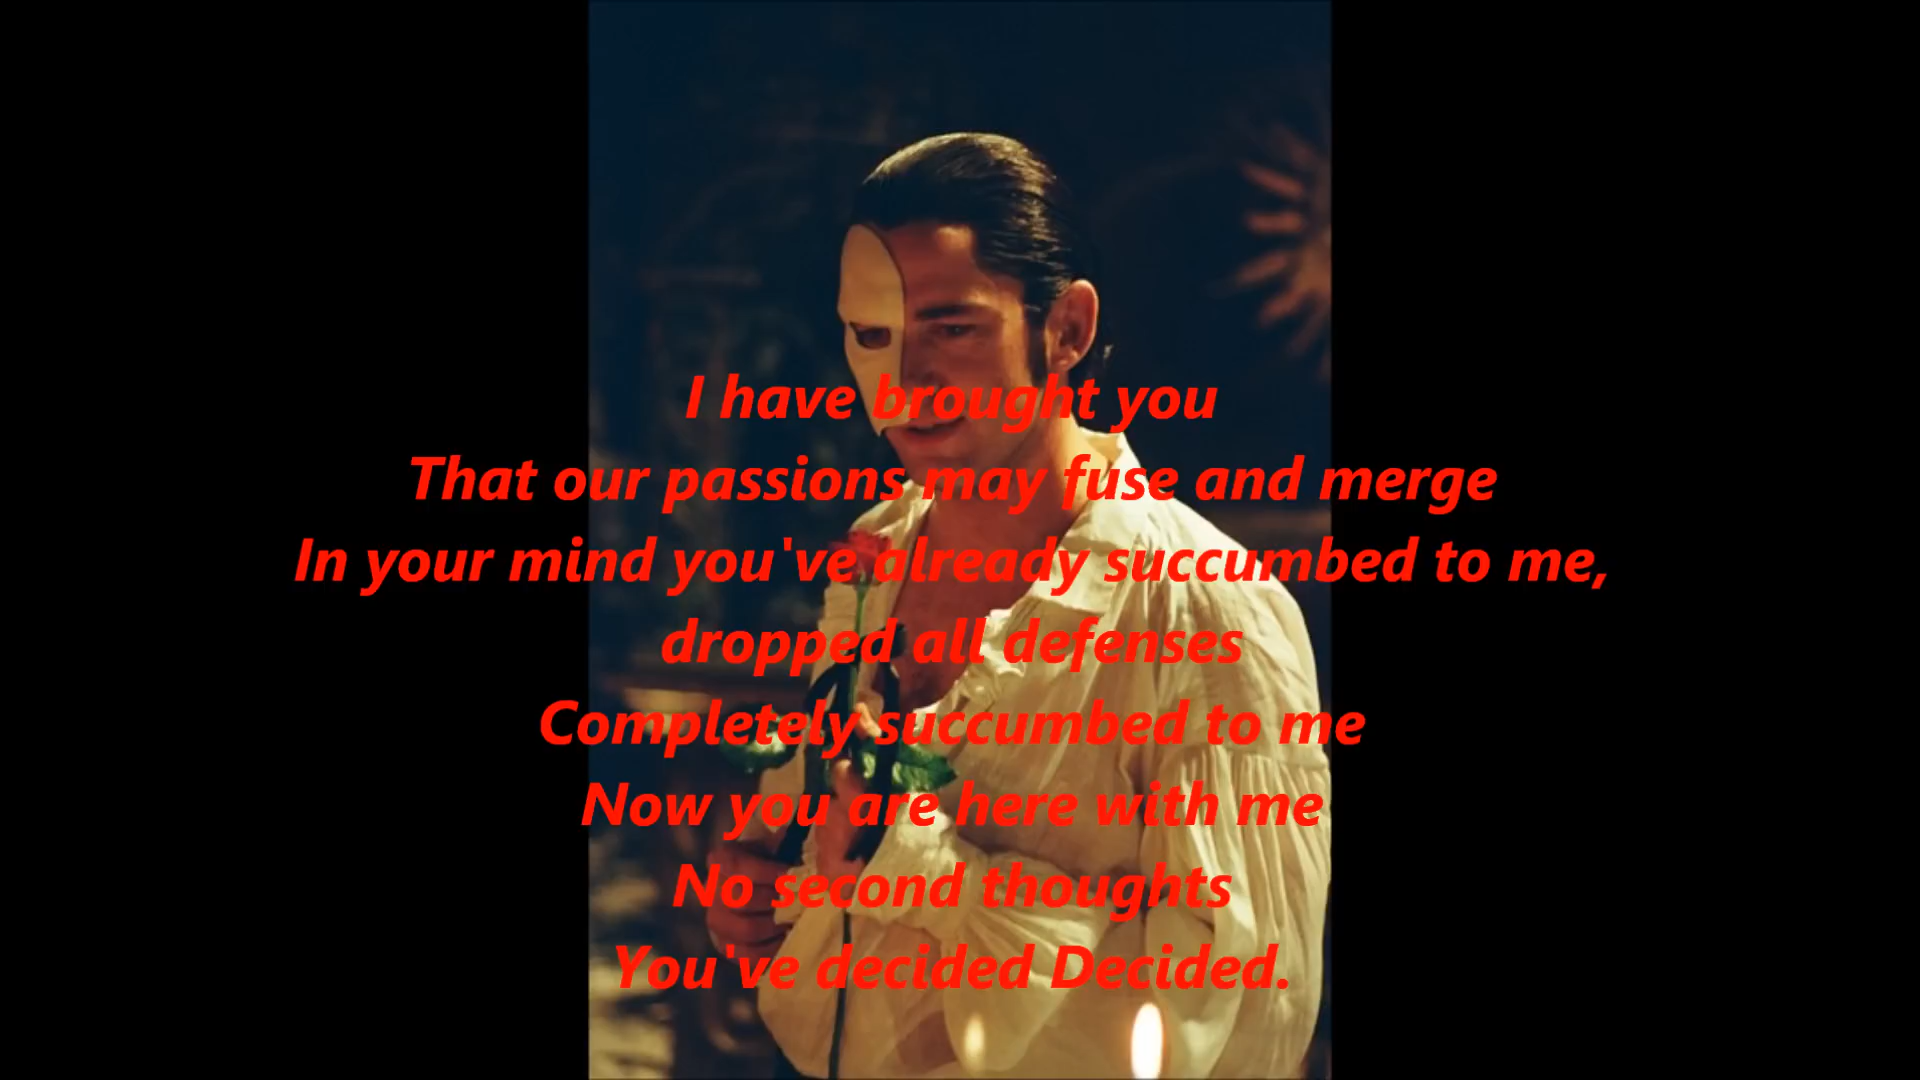 I have brought you
That our passions may fuse and merge
In your mind you've already succumbed to me,
dropped all defenses
Completely succumbed to me
Now you are here with me
No second thoughts
You've decided Decided.